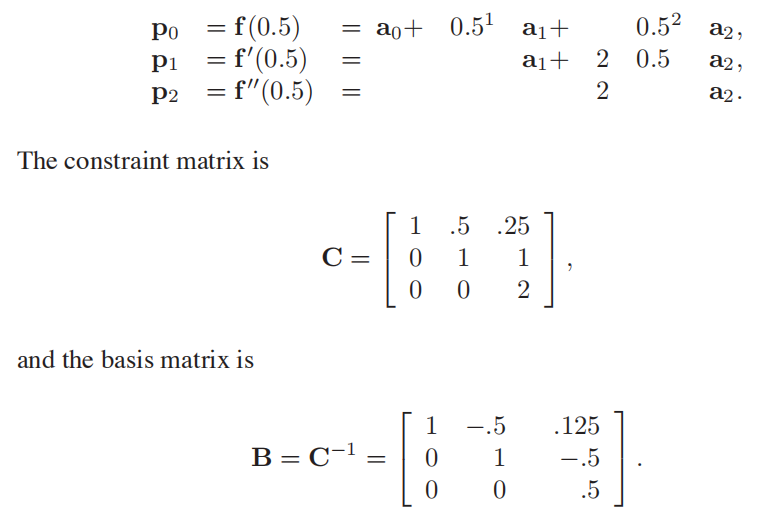 p₀ = f(0.5) = a₀+ 0.5¹ a₁+ 0.5² a₂,
p₁ = f′(0.5) = a₁+ 2 0.5 a₂,
p₂ = f″(0.5) = 2 a₂.
The constraint matrix is
C = [ 1 .5 .25
0 1 1
0 0 2 ] ,
and the basis matrix is
B = C⁻¹ = [ 1 −.5 .125
0 1 −.5
0 0 .5 ] .